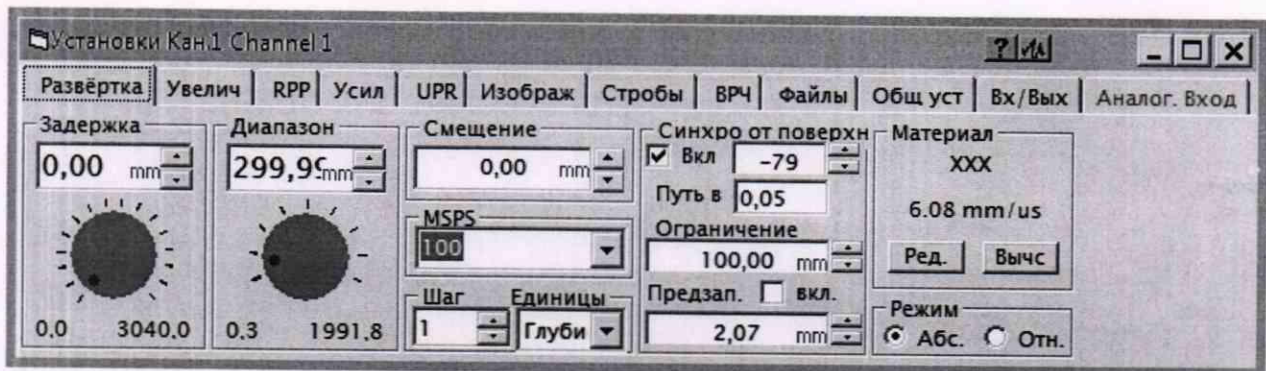 Установки Кан.1 Channel 1
Развёртка Увелич RPP Усил UPR Изображ Стробы ВРЧ Файлы Общ уст Вх/Вых Аналог. Вход
Задержка
0,00 mm
0.0 3040.0
Диапазон
299,99 mm
0.3 1991.8
Смещение
0,00 mm
MSPS
100
Шаг
1
Единицы
Глуби
Синхро от поверхн
Вкл -79
Путь в 0,05
Ограничение
100,00 mm
Предзап. вкл.
2,07 mm
Материал
XXX
6.08 mm/us
Ред. Вычс
Режим
Абс. Отн.